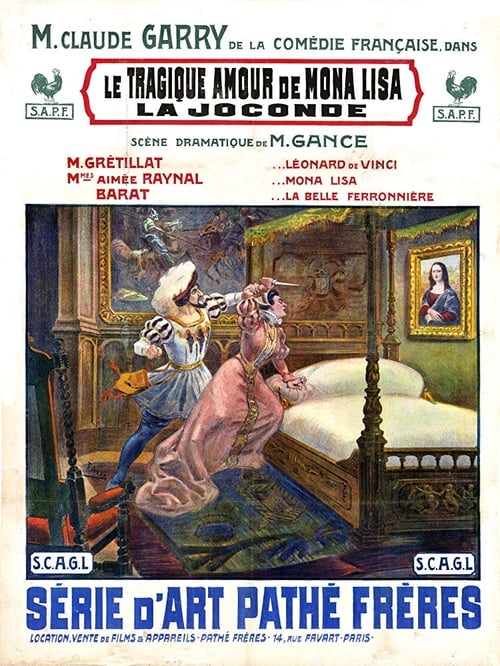 M. CLAUDE GARRY DE LA COMÉDIE FRANÇAISE, DANS
LE TRAGIQUE AMOUR DE MONA LISA
LA JOCONDE
S.A.P.F.
S.A.P.F.
SCÈNE DRAMATIQUE DE M. GANCE
M. GRÉTILLAT ...LÉONARD DE VINCI
Mmes AIMÉE RAYNAL ...MONA LISA
BARAT ...LA BELLE FERRONNIÈRE
S.C.A.G.L
S.C.A.G.L
SÉRIE D'ART PATHÉ FRÈRES
LOCATION, VENTE DE FILMS & APPAREILS - PATHÉ FRÈRES - 14, RUE FAVART - PARIS -